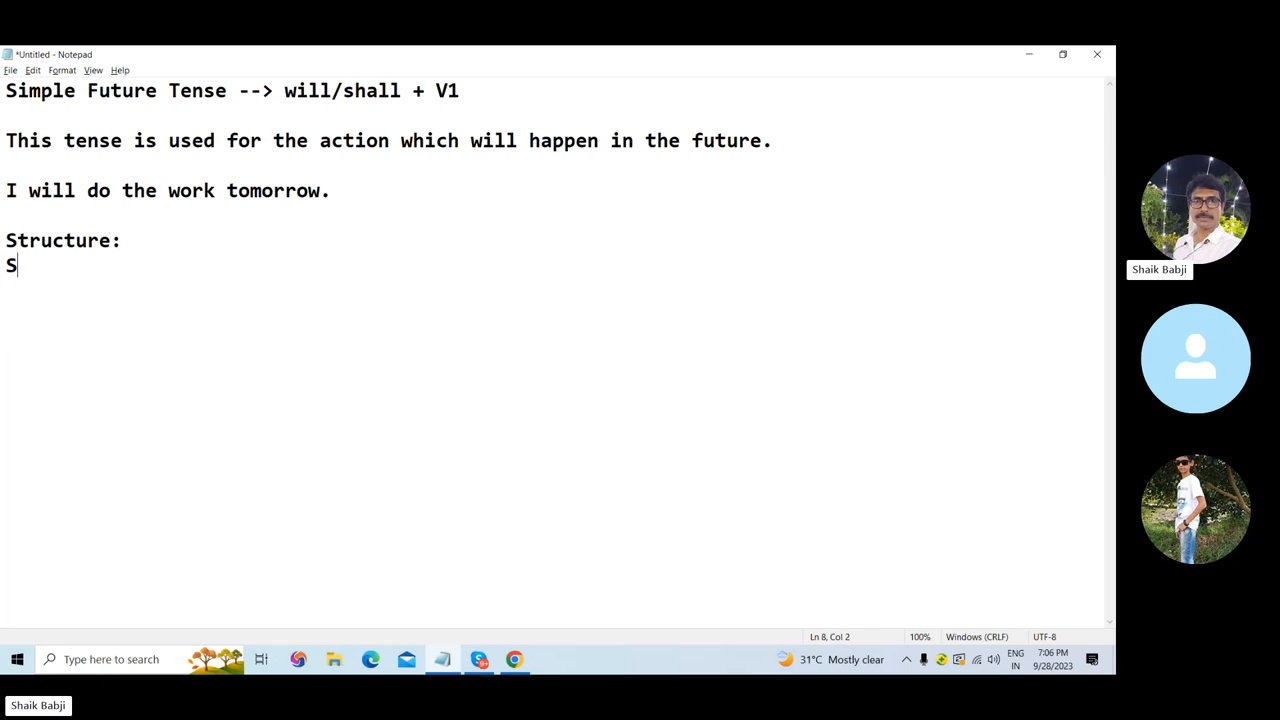 *Untitled - Notepad
File Edit Format View Help
Simple Future Tense --> will/shall + V1
This tense is used for the action which will happen in the future.
I will do the work tomorrow.
Structure:
S
Shaik Babji
Ln 8, Col 2 100% Windows (CRLF) UTF-8
Type here to search
31°C Mostly clear
ENG
IN
7:06 PM
9/28/2023
Shaik Babji